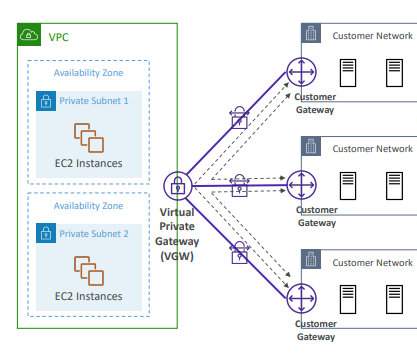 VPC
Availability Zone
Private Subnet 1
EC2 Instances
Availability Zone
Private Subnet 2
EC2 Instances
Virtual
Private
Gateway
(VGW)
Customer Network
Customer
Gateway
Customer Network
Customer
Gateway
Customer Network
Customer
Gateway